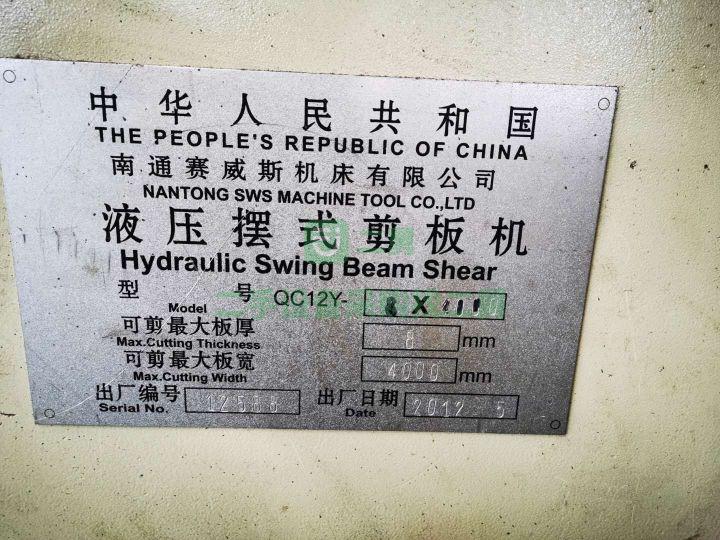 中华人民共和国
THE PEOPLE'S REPUBLIC OF CHINA
南通赛威斯机床有限公司
NANTONG SWS MACHINE TOOL CO.,LTD
液压摆式剪板机
Hydraulic Swing Beam Shear
型号 QC12Y- 8 X
Model
可剪最大板厚 8 mm
Max.Cutting Thickness
可剪最大板宽 4000 mm
Max.Cutting Width
出厂编号 出厂日期 2012 5
Serial No. Date